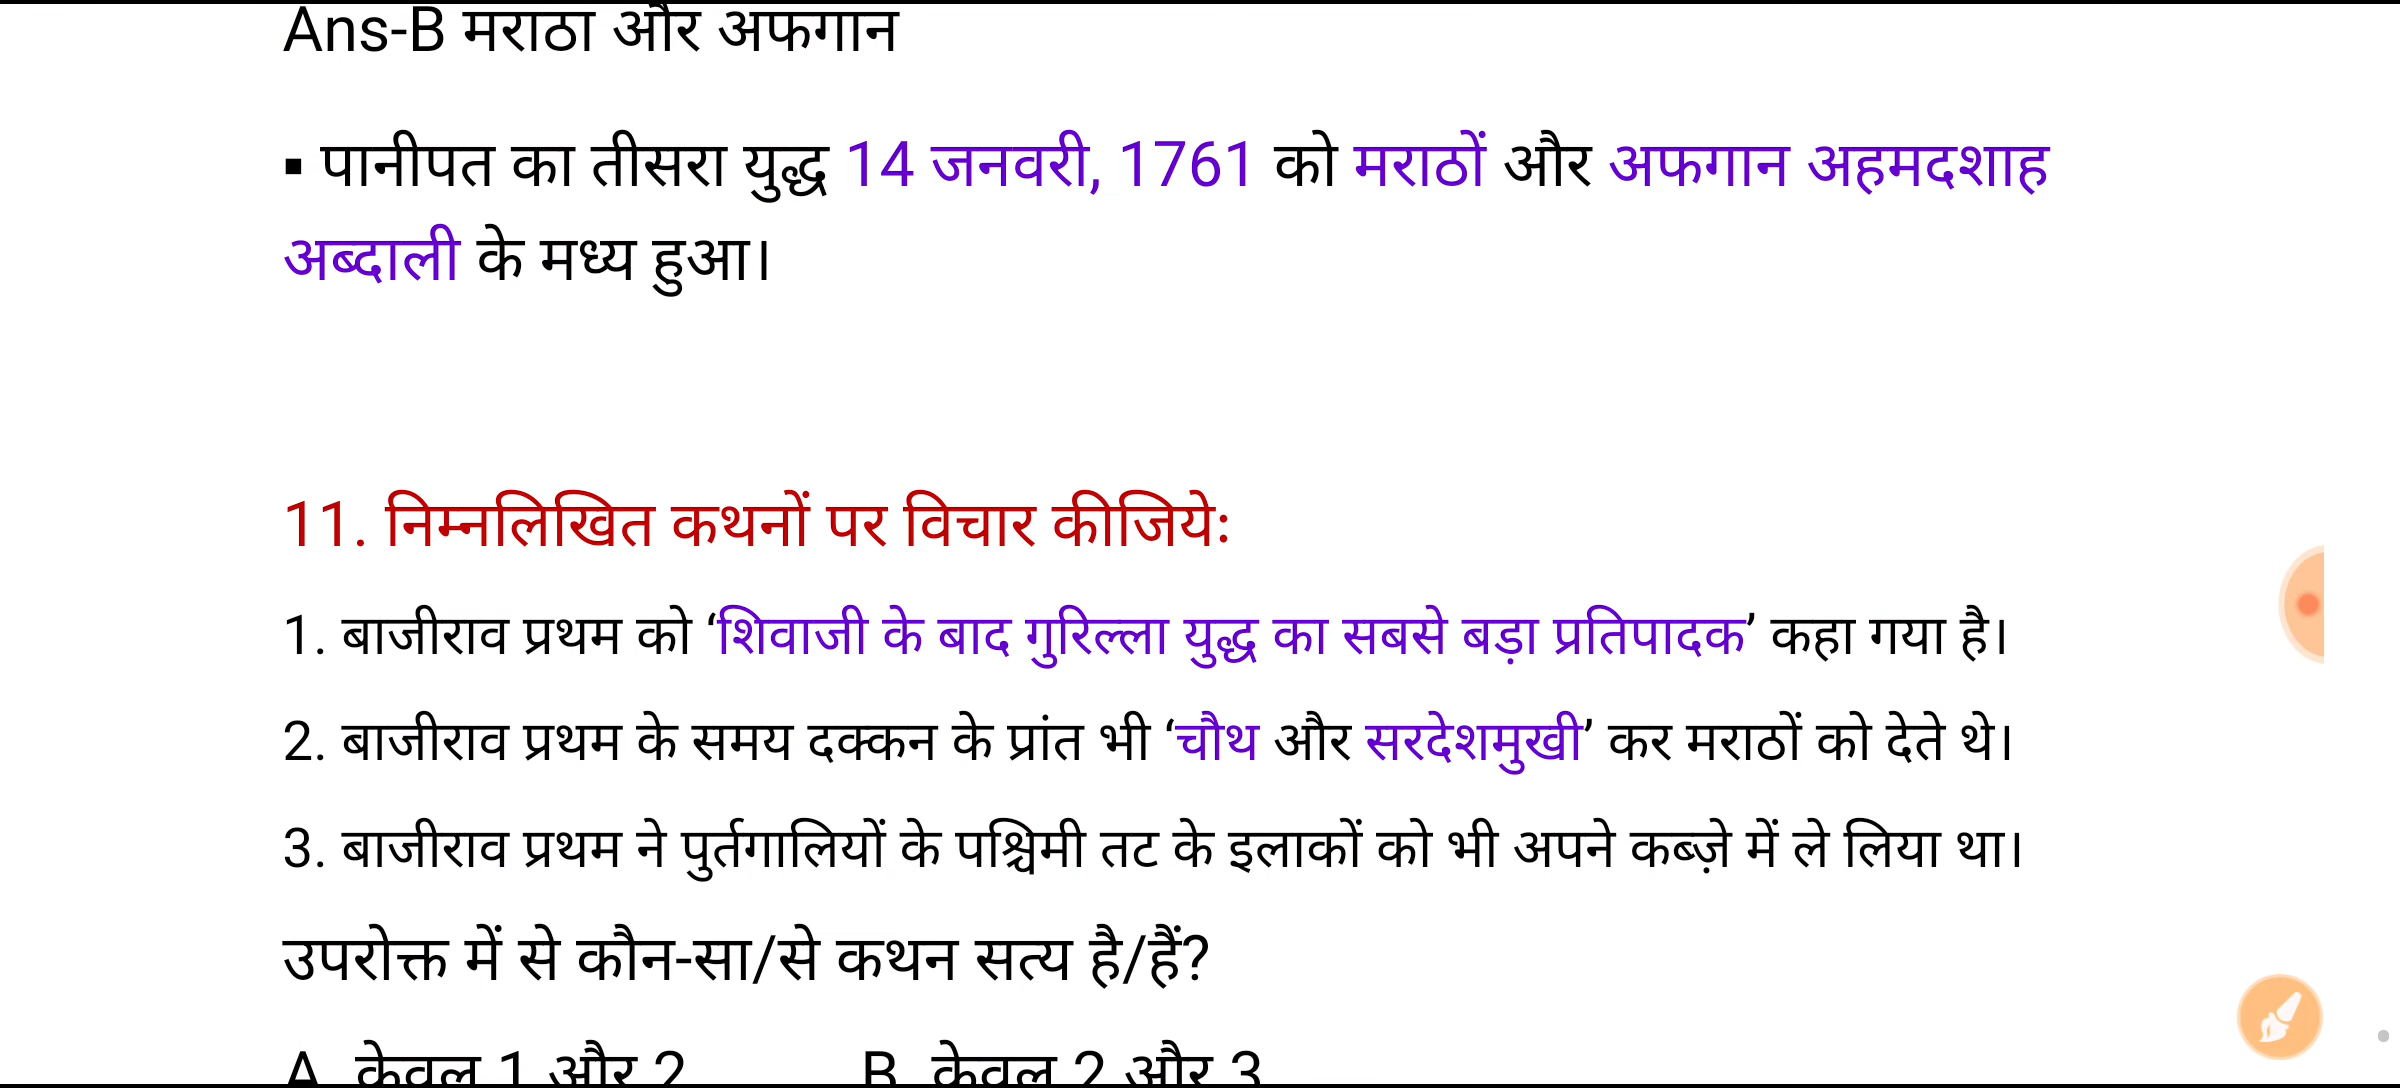 Ans-B मराठा और अफगान
▪ पानीपत का तीसरा युद्ध 14 जनवरी, 1761 को मराठों और अफगान अहमदशाह
अब्दाली के मध्य हुआ।
11. निम्नलिखित कथनों पर विचार कीजियेः
1. बाजीराव प्रथम को ‘शिवाजी के बाद गुरिल्ला युद्ध का सबसे बड़ा प्रतिपादक’ कहा गया है।
2. बाजीराव प्रथम के समय दक्कन के प्रांत भी ‘चौथ और सरदेशमुखी’ कर मराठों को देते थे।
3. बाजीराव प्रथम ने पुर्तगालियों के पश्चिमी तट के इलाकों को भी अपने कब्ज़े में ले लिया था।
उपरोक्त में से कौन-सा/से कथन सत्य है/हैं?
A. केवल 1 और 2 B. केवल 2 और 3